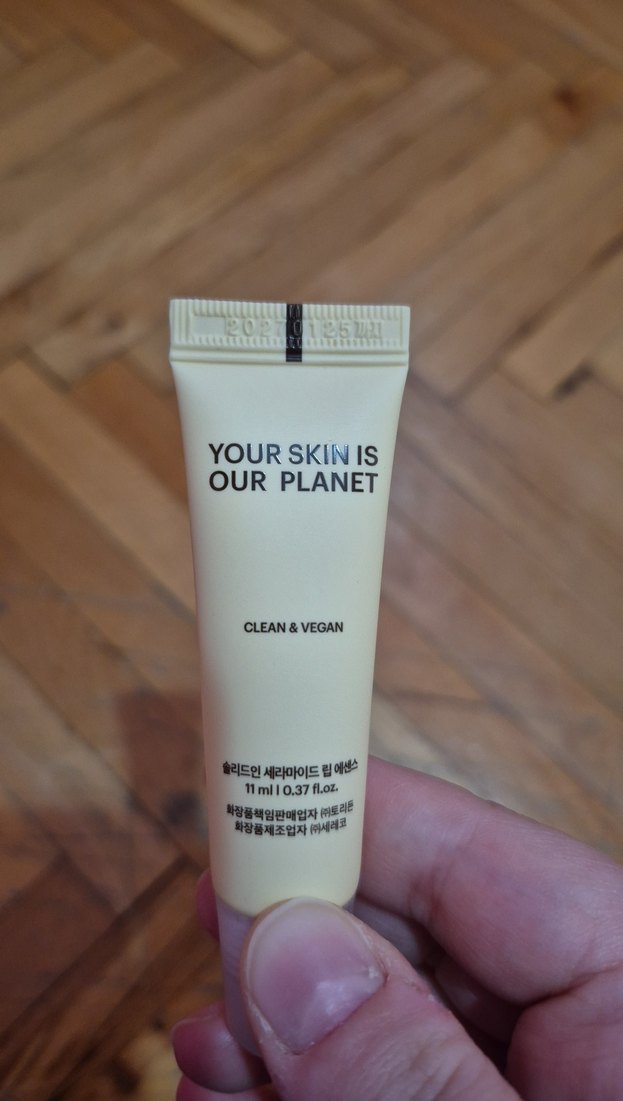 20270125까지
YOUR SKIN IS
OUR PLANET
CLEAN & VEGAN
솔리드인 세라마이드 립 에센스
11 ml | 0.37 fl.oz.
화장품책임판매업자 ㈜토리든
화장품제조업자 ㈜세레코